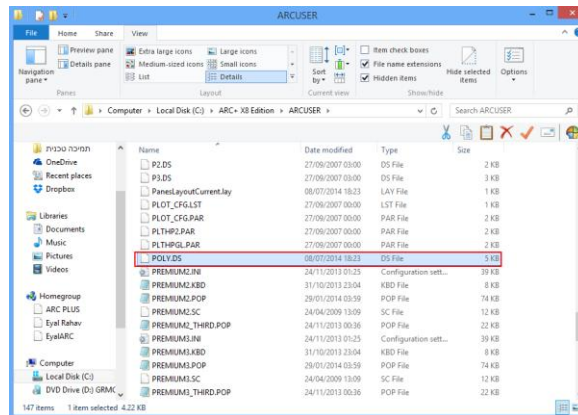 ARCUSER
File Home Share View
Navigation pane
Preview pane
Details pane
Panes
Extra large icons Large icons
Medium-sized icons Small icons
List Details
Layout
Sort by
Current view
Item check boxes
File name extensions
Hidden items
Hide selected items
Show/hide
Options
Computer Local Disk (C:) ARC+ X8 Edition ARCUSER
Search ARCUSER
תמיכה טכנית
OneDrive
Recent places
Dropbox
Libraries
Documents
Music
Pictures
Videos
Homegroup
ARC PLUS
Eyal Rahav
EyalARC
Computer
Local Disk (C:)
DVD Drive (D:) GRMC
Name Date modified Type Size
P2.DS 27/09/2007 03:00 DS File 2 KB
P3.DS 27/09/2007 03:00 DS File 3 KB
PanesLayoutCurrent.lay 08/07/2014 18:23 LAY File 1 KB
PLOT_CFG.LST 27/09/2007 00:00 LST File 1 KB
PLOT_CFG.PAR 27/09/2007 00:00 PAR File 2 KB
PLTHP2.PAR 27/09/2007 00:00 PAR File 2 KB
PLTHPGL.PAR 27/09/2007 00:00 PAR File 2 KB
POLY.DS 08/07/2014 18:23 DS File 5 KB
PREMIUM2.INI 24/11/2013 01:25 Configuration sett... 39 KB
PREMIUM2.KBD 31/10/2013 23:04 KBD File 8 KB
PREMIUM2.POP 29/01/2014 03:59 POP File 74 KB
PREMIUM2.SC 24/04/2009 13:09 SC File 12 KB
PREMIUM2_THIRD.POP 24/11/2013 00:36 POP File 22 KB
PREMIUM3.INI 24/11/2013 01:25 Configuration sett... 39 KB
PREMIUM3.KBD 31/10/2013 23:04 KBD File 8 KB
PREMIUM3.POP 29/01/2014 03:59 POP File 74 KB
PREMIUM3.SC 24/04/2009 13:09 SC File 12 KB
PREMIUM3_THIRD.POP 24/11/2013 00:36 POP File 22 KB
147 items 1 item selected 4.22 KB